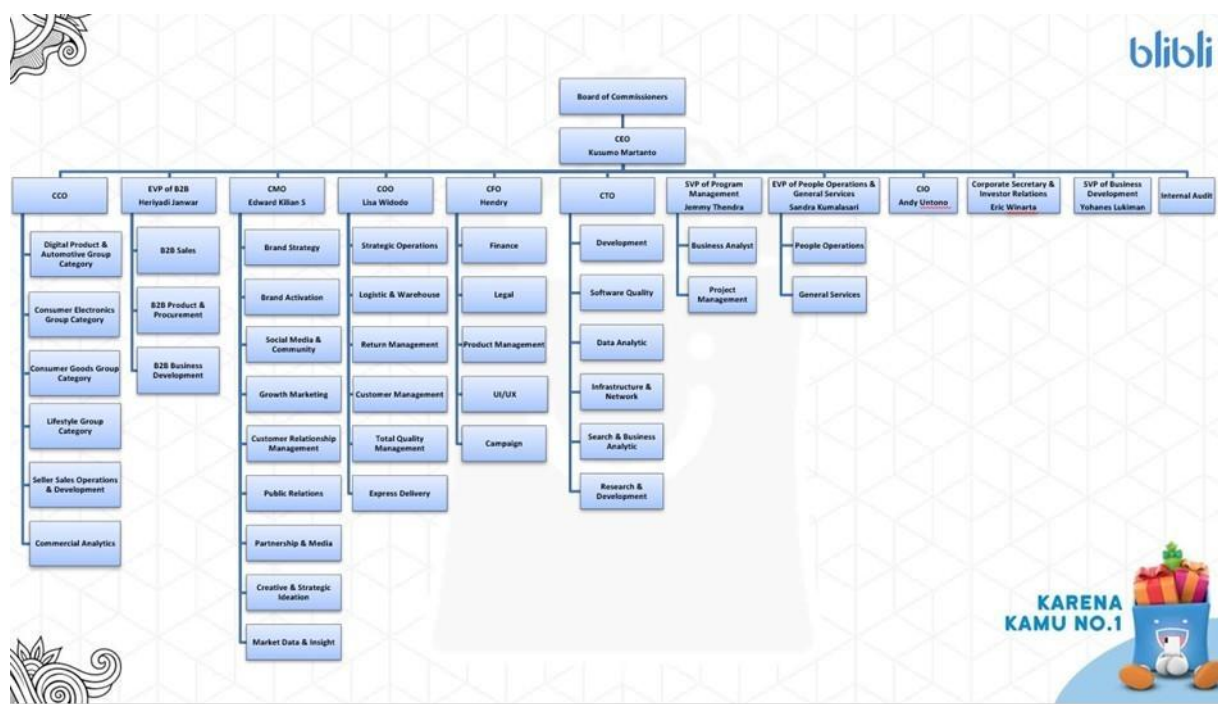 blibli
Board of Commissioners
CEO
Kusumo Martanto
CCO
EVP of B2B
Heriyadi Janwar
CMO
Edward Kilian S
COO
Lisa Widodo
CFO
Hendry
CTO
SVP of Program
Management
Jemmy Thendra
EVP of People Operations &
General Services
Sandra Kumalasari
CIO
Andy Untono
Corporate Secretary &
Investor Relations
Eric Winarta
SVP of Business
Development
Yohanes Lukiman
Internal Audit
Digital Product &
Automotive Group
Category
Consumer Electronics
Group Category
Consumer Goods Group
Category
Lifestyle Group
Category
Seller Sales Operations
& Development
Commercial Analytics
B2B Sales
B2B Product &
Procurement
B2B Business
Development
Brand Strategy
Brand Activation
Social Media &
Community
Growth Marketing
Customer Relationship
Management
Public Relations
Partnership & Media
Creative & Strategic
Ideation
Market Data & Insight
Strategic Operations
Logistic & Warehouse
Return Management
Customer Management
Total Quality
Management
Express Delivery
Finance
Legal
Product Management
UI/UX
Campaign
Development
Software Quality
Data Analytic
Infrastructure &
Network
Search & Business
Analytic
Research &
Development
Business Analyst
Project
Management
People Operations
General Services
KARENA
KAMU NO.1